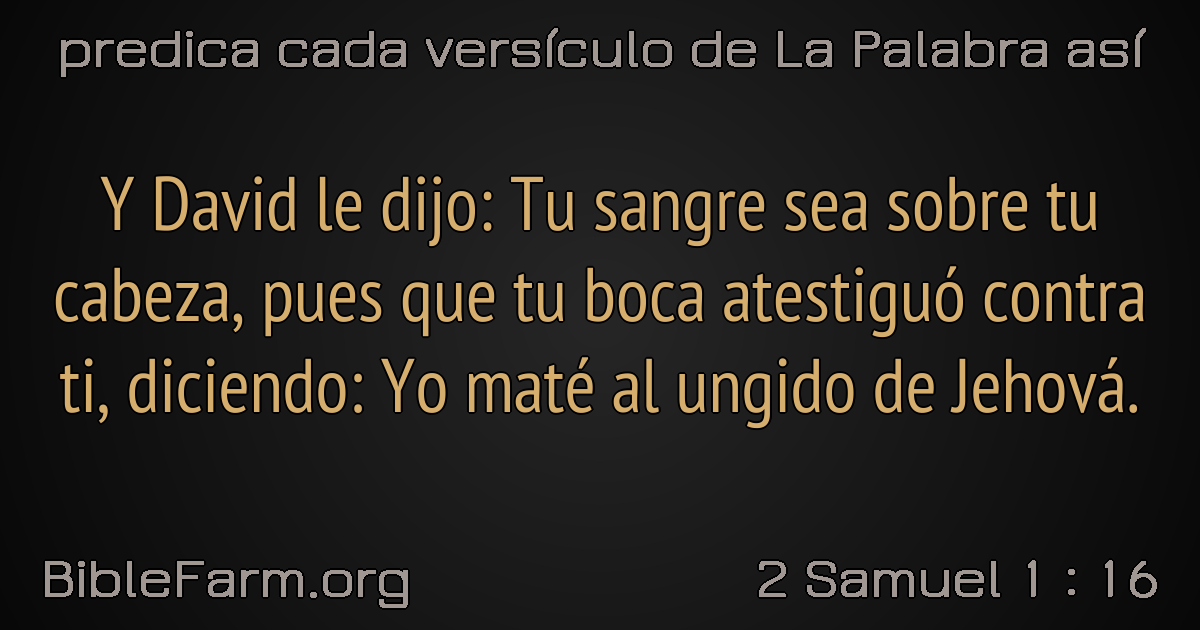 predica cada versículo de La Palabra así
Y David le dijo: Tu sangre sea sobre tu
cabeza, pues que tu boca atestiguó contra
ti, diciendo: Yo maté al ungido de Jehová.
BibleFarm.org
2 Samuel 1 : 16